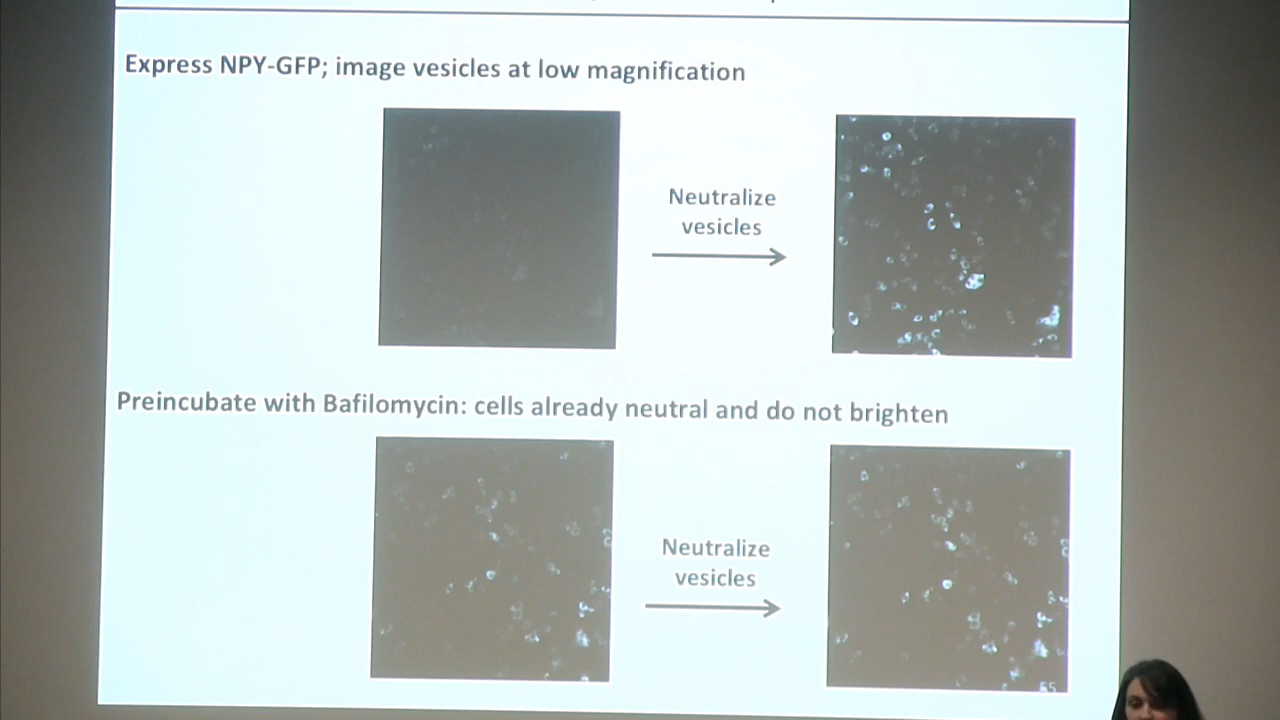 Express NPY-GFP; image vesicles at low magnification
Neutralize
vesicles
Preincubate with Bafilomycin: cells already neutral and do not brighten
Neutralize
vesicles